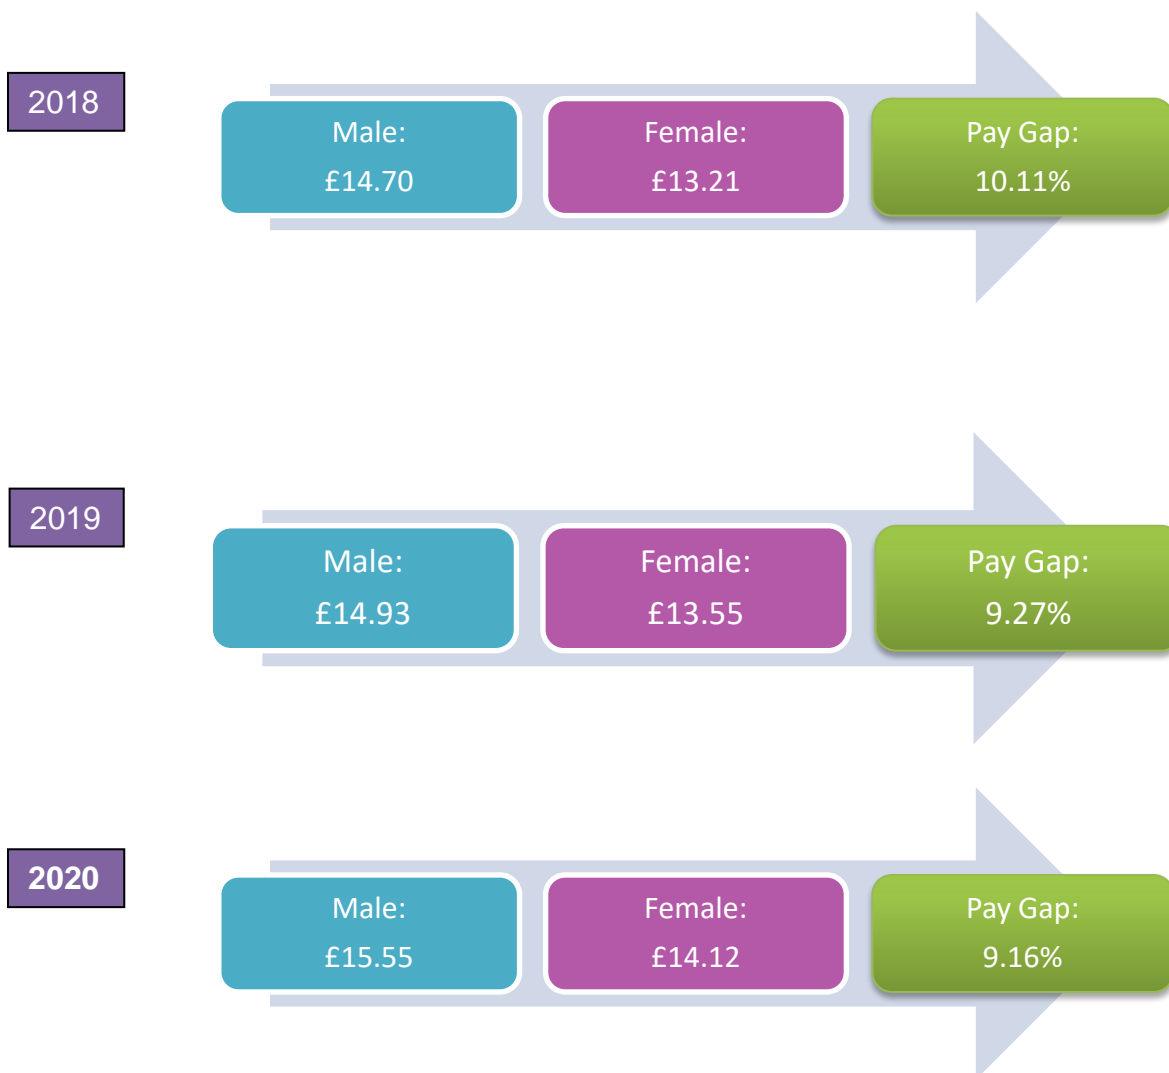 2018
Male:
£14.70
Female:
£13.21
Pay Gap:
10.11%
2019
Male:
£14.93
Female:
£13.55
Pay Gap:
9.27%
2020
Male:
£15.55
Female:
£14.12
Pay Gap:
9.16%